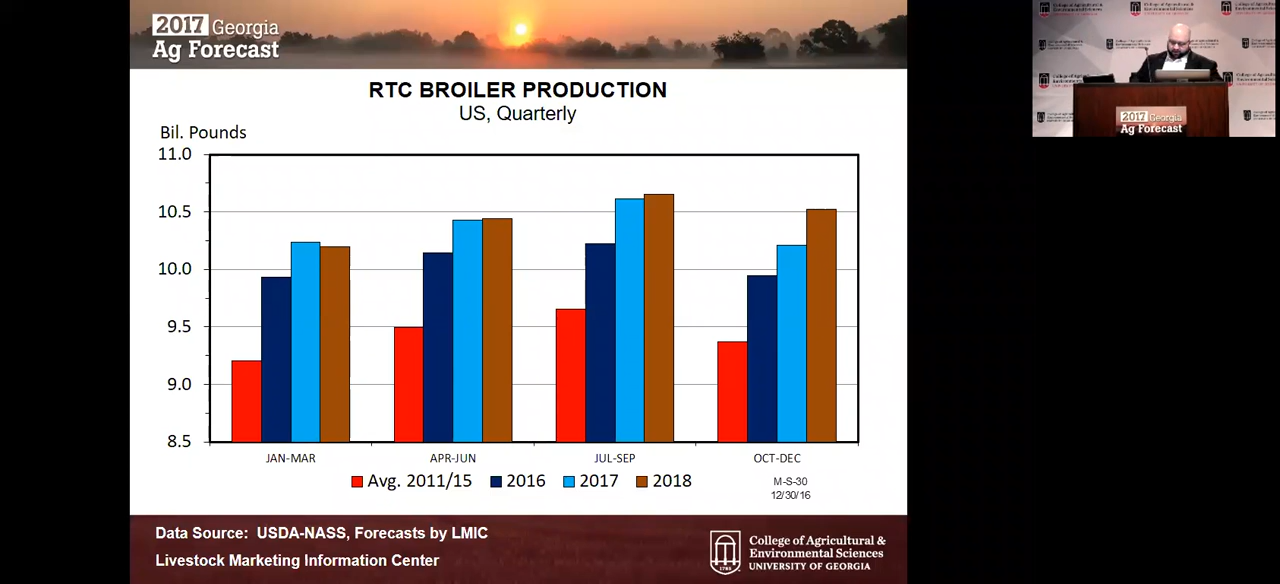 2017 Georgia
Ag Forecast
RTC BROILER PRODUCTION
US, Quarterly
Bil. Pounds
11.0
10.5
10.0
9.5
9.0
8.5
JAN-MAR
APR-JUN
JUL-SEP
OCT-DEC
Avg. 2011/15
2016
2017
2018
M-S-30
12/30/16
Data Source: USDA-NASS, Forecasts by LMIC
Livestock Marketing Information Center
1785
College of Agricultural &
Environmental Sciences
UNIVERSITY OF GEORGIA
2017 Georgia
Ag Forecast